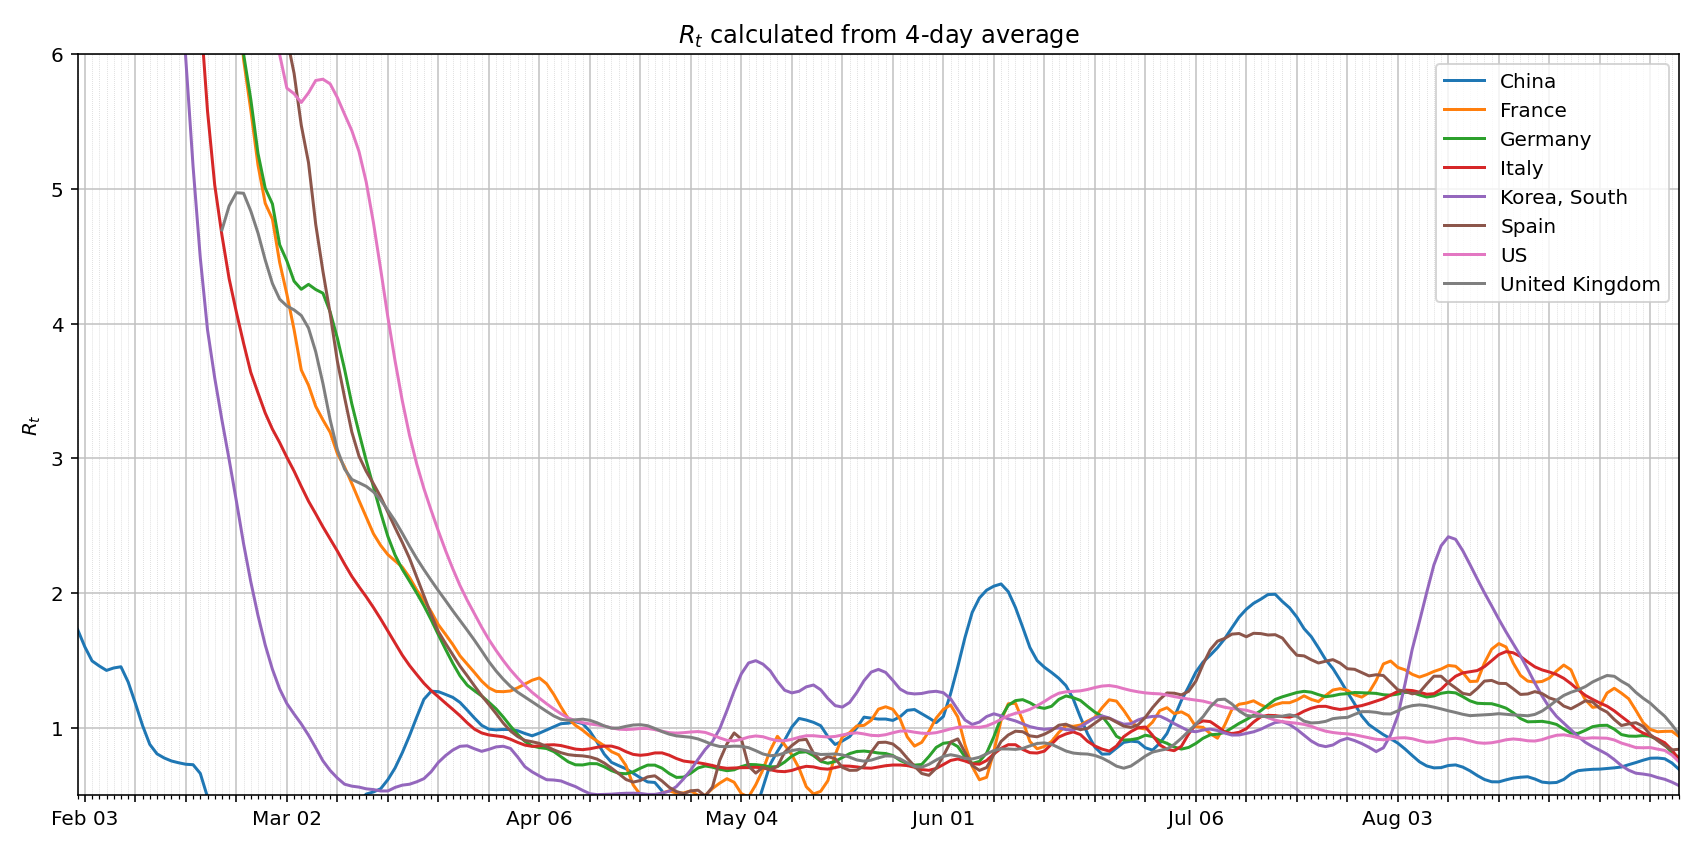 R_t calculated from 4-day average
6
5
4
3
2
1
R_t
China
France
Germany
Italy
Korea, South
Spain
US
United Kingdom
Feb 03 Mar 02 Apr 06 May 04 Jun 01 Jul 06 Aug 03